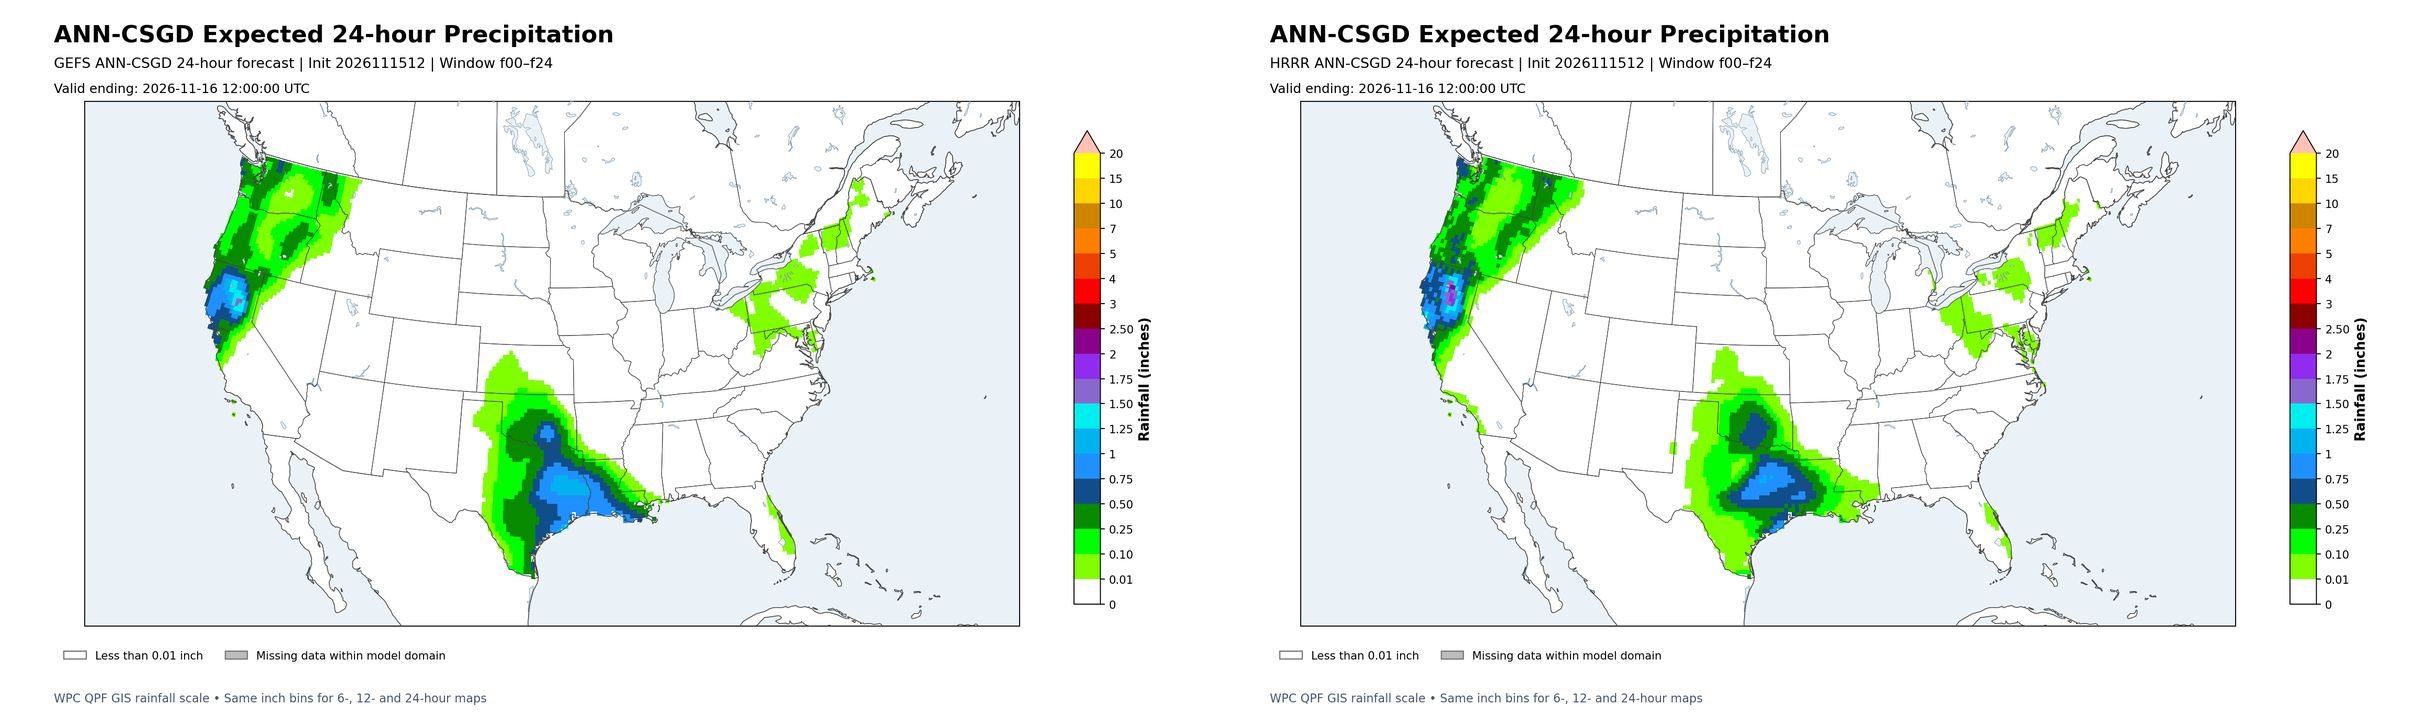 ANN-CSGD Expected 24-hour Precipitation
GEFS ANN-CSGD 24-hour forecast | Init 2026111512 | Window f00–f24
Valid ending: 2026-11-16 12:00:00 UTC
20
15
10
7
5
4
3
2.50
2
1.75
1.50
1.25
1
0.75
0.50
0.25
0.10
0.01
0
Rainfall (inches)
Less than 0.01 inch
Missing data within model domain
WPC QPF GIS rainfall scale • Same inch bins for 6-, 12- and 24-hour maps
ANN-CSGD Expected 24-hour Precipitation
HRRR ANN-CSGD 24-hour forecast | Init 2026111512 | Window f00–f24
Valid ending: 2026-11-16 12:00:00 UTC
20
15
10
7
5
4
3
2.50
2
1.75
1.50
1.25
1
0.75
0.50
0.25
0.10
0.01
0
Rainfall (inches)
Less than 0.01 inch
Missing data within model domain
WPC QPF GIS rainfall scale • Same inch bins for 6-, 12- and 24-hour maps